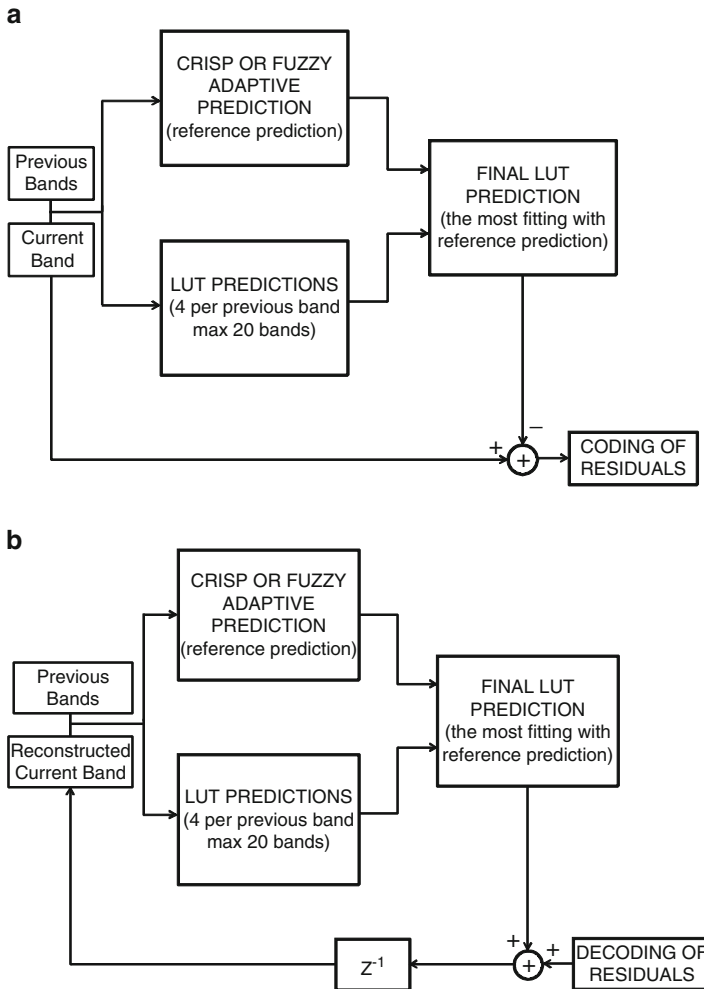 a
CRISP OR FUZZY
ADAPTIVE
PREDICTION
(reference prediction)
Previous
Bands
Current
Band
FINAL LUT
PREDICTION
(the most fitting with
reference prediction)
LUT PREDICTIONS
(4 per previous band
max 20 bands)
−
+
+
CODING OF
RESIDUALS
b
CRISP OR FUZZY
ADAPTIVE
PREDICTION
(reference prediction)
Previous
Bands
Reconstructed
Current Band
FINAL LUT
PREDICTION
(the most fitting with
reference prediction)
LUT PREDICTIONS
(4 per previous band
max 20 bands)
Z⁻¹
+
+
+
DECODING OF
RESIDUALS